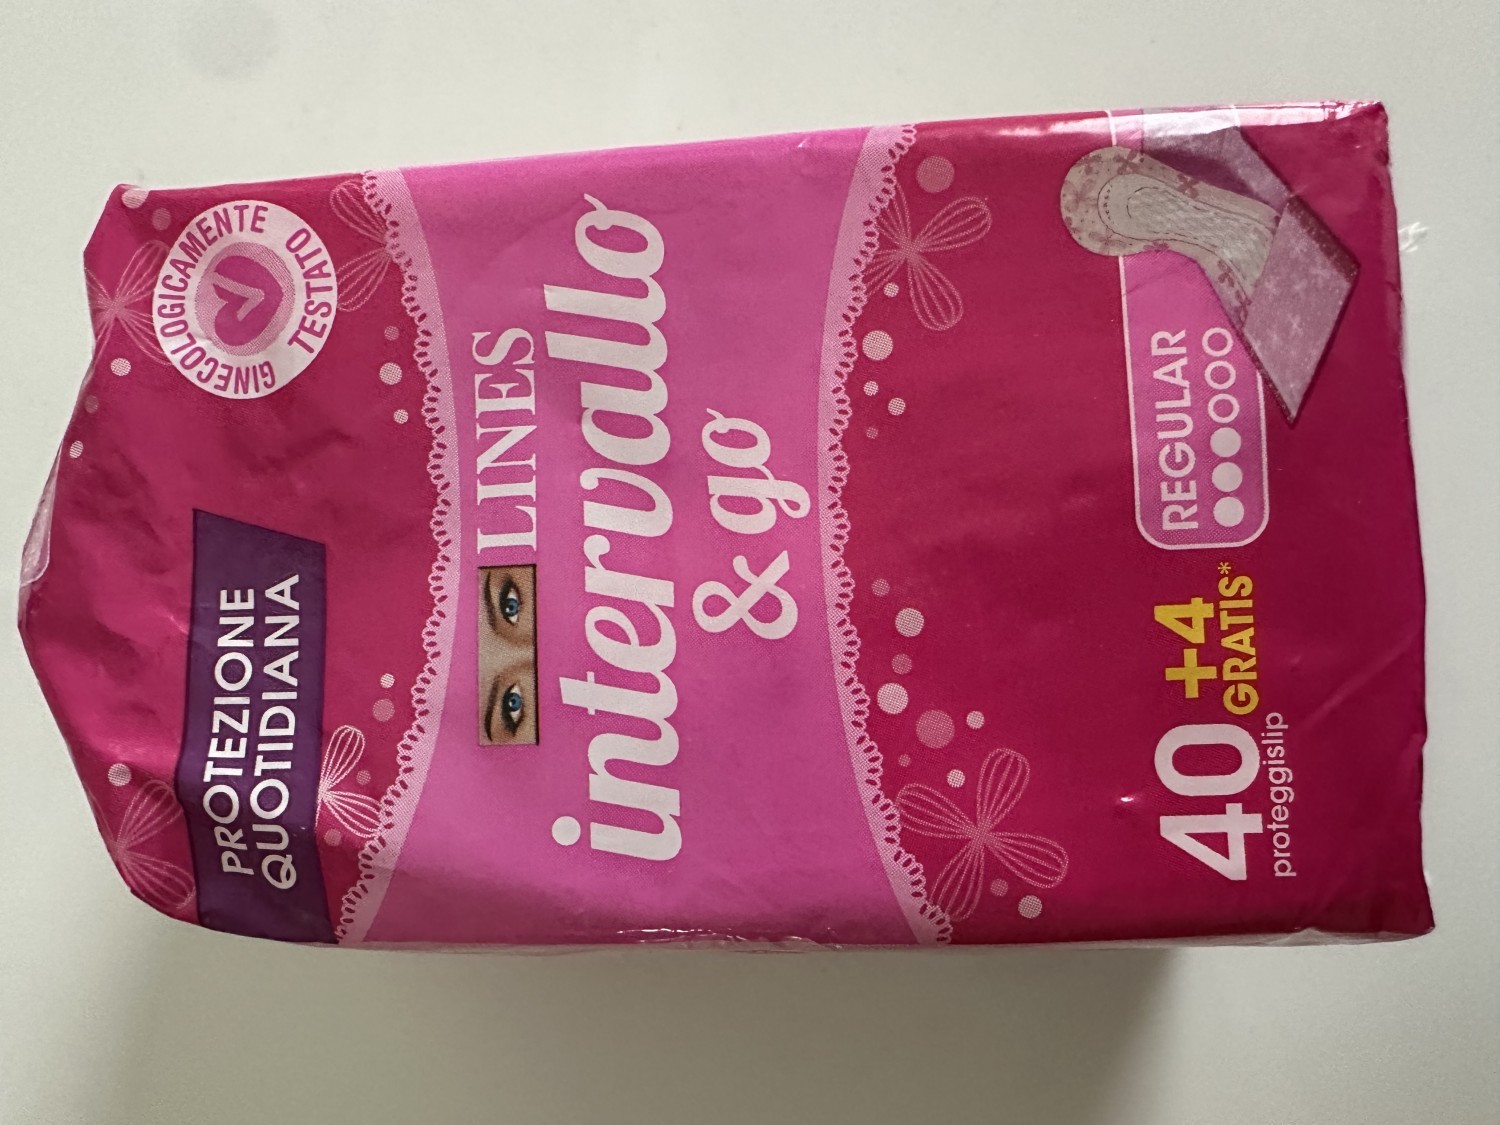 GINECOLOGICAMENTE TESTATO
PROTEZIONE
QUOTIDIANA
LINES
intervallo
& go
REGULAR
40 +4
GRATIS*
proteggislip